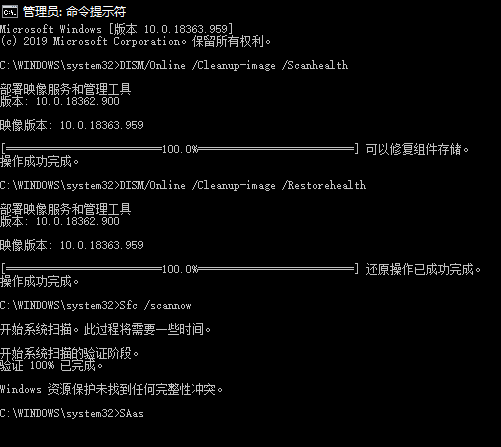 管理员: 命令提示符
Microsoft Windows [版本 10.0.18363.959]
(c) 2019 Microsoft Corporation。保留所有权利。
C:\WINDOWS\system32>DISM/Online /Cleanup-image /Scanhealth
部署映像服务和管理工具
版本: 10.0.18362.900
映像版本: 10.0.18363.959
[==========================100.0%==========================] 可以修复组件存储。
操作成功完成。
C:\WINDOWS\system32>DISM/Online /Cleanup-image /Restorehealth
部署映像服务和管理工具
版本: 10.0.18362.900
映像版本: 10.0.18363.959
[==========================100.0%==========================] 还原操作已成功完成。
操作成功完成。
C:\WINDOWS\system32>Sfc /scannow
开始系统扫描。此过程将需要一些时间。
开始系统扫描的验证阶段。
验证 100% 已完成。
Windows 资源保护未找到任何完整性冲突。
C:\WINDOWS\system32>SAas